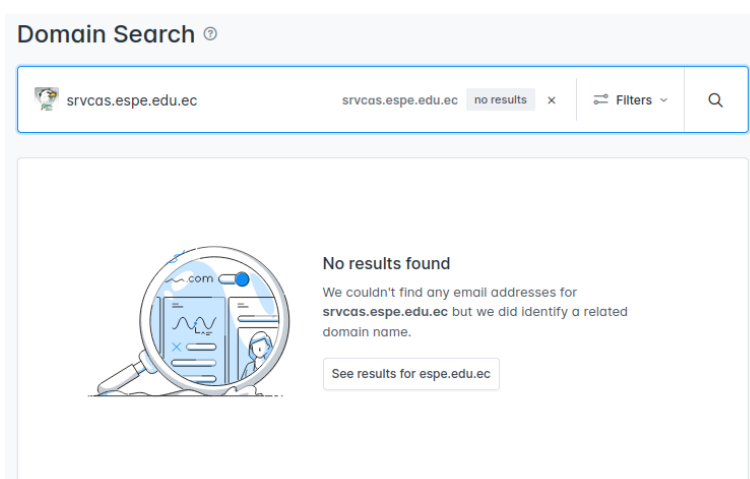 Domain Search ?
srvcas.espe.edu.ec srvcas.espe.edu.ec no results × Filters
.com
No results found
We couldn't find any email addresses for
srvcas.espe.edu.ec but we did identify a related
domain name.
See results for espe.edu.ec